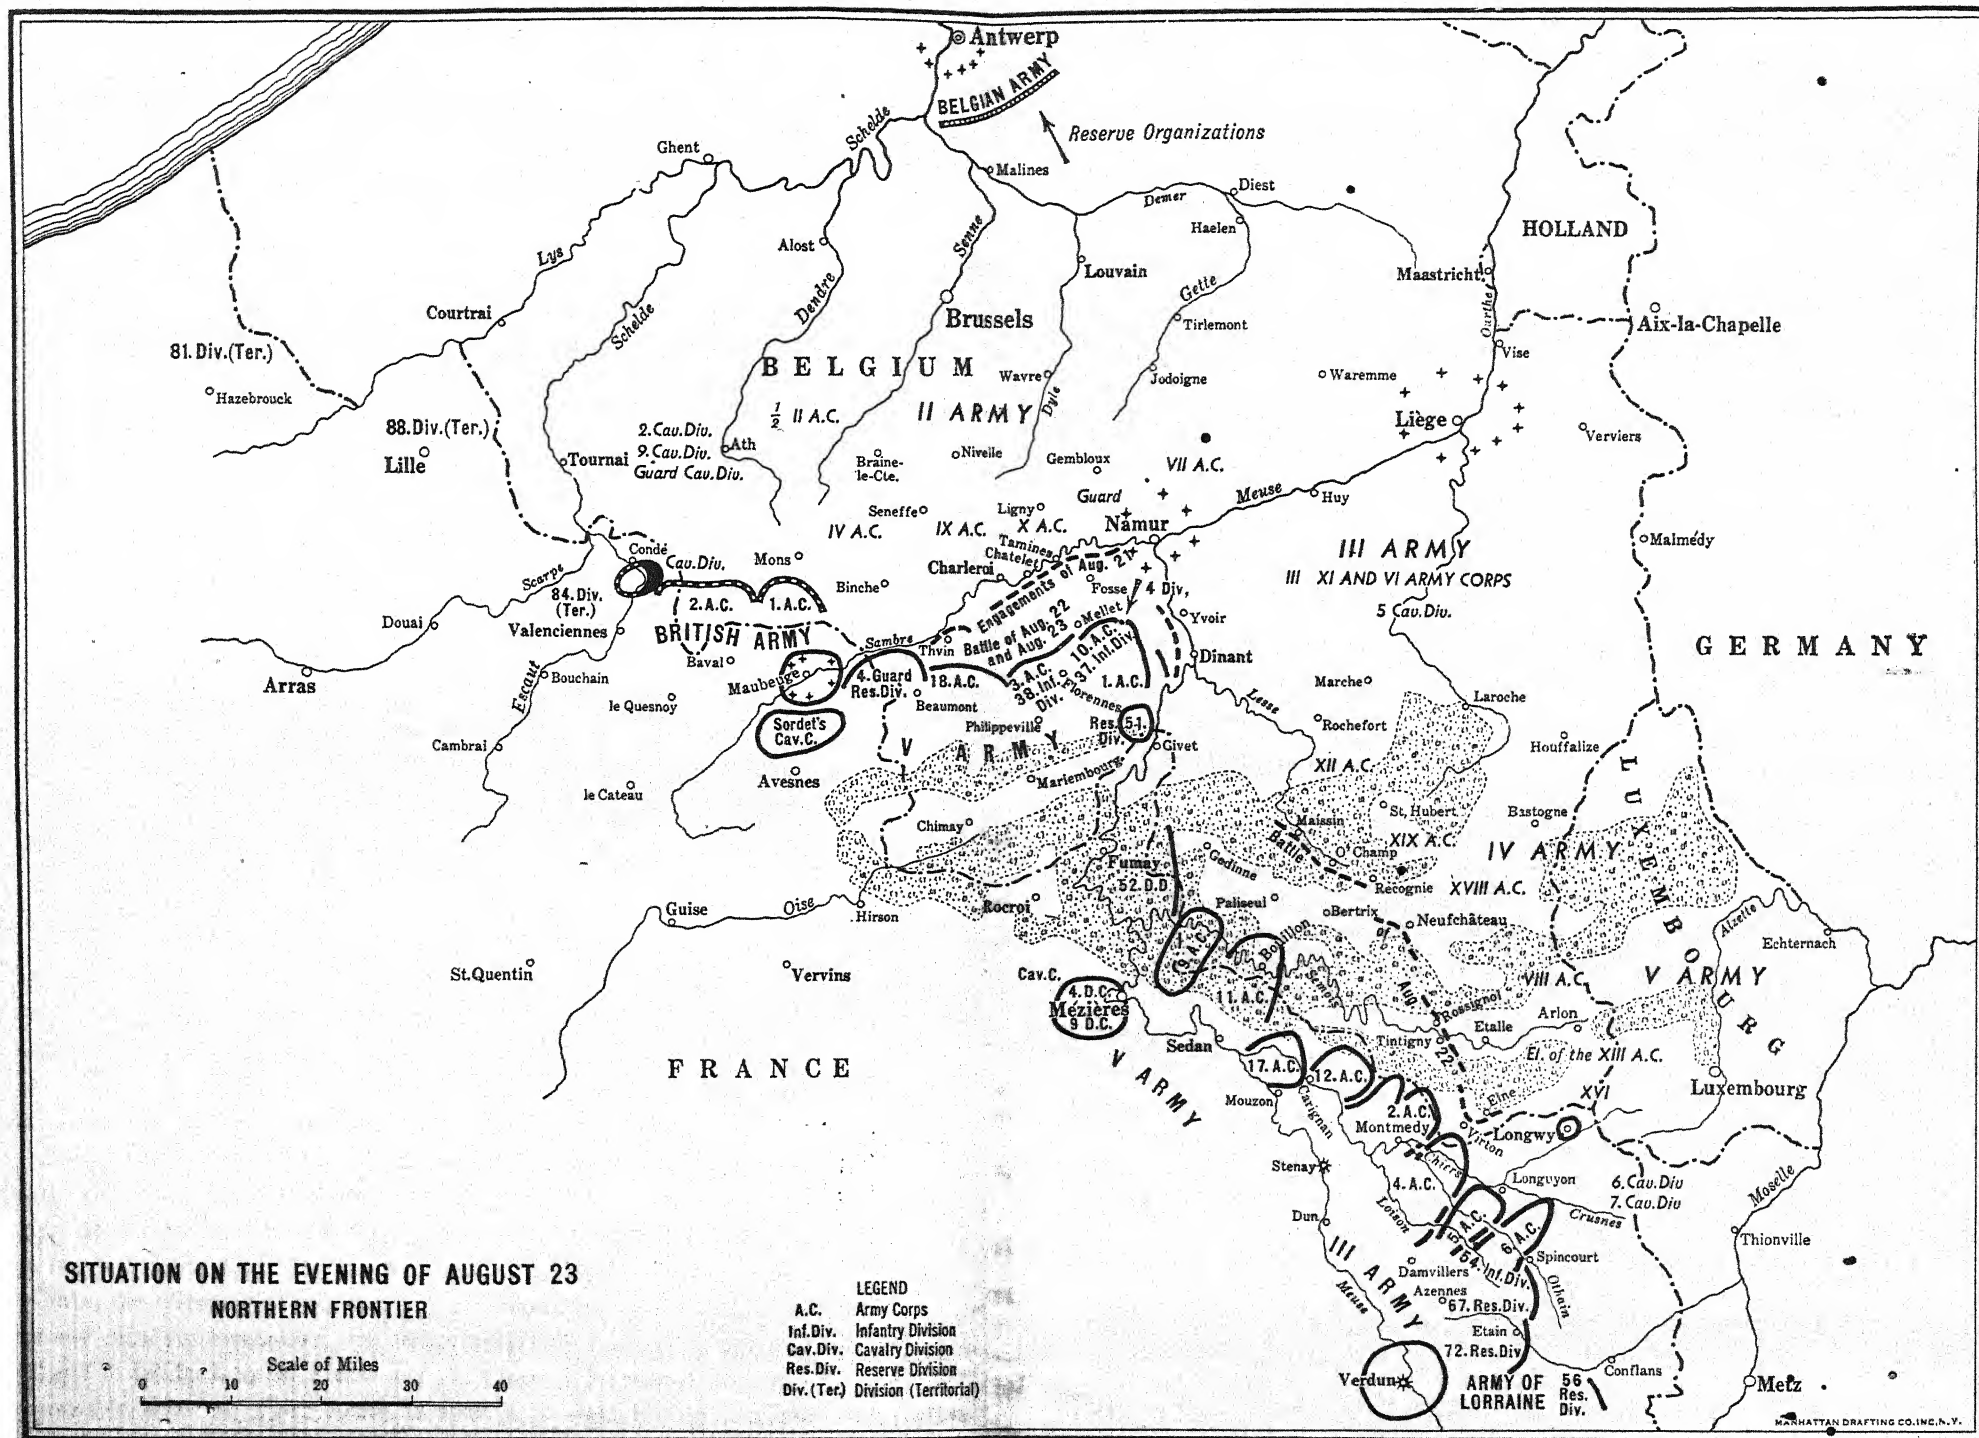 Antwerp
BELGIAN ARMY
Reserve Organizations
Schelde
Ghent
Malines
Diest
Demer
Haelen
HOLLAND
Alost
Senne
Lys
Louvain
Maastricht
Dendre
Gette
Ourthe
Courtrai
Schelde
Brussels
Tirlemont
Aix-la-Chapelle
81. Div.(Ter.)
Vise
BELGIUM
Wavre
Jodoigne
Waremme
Hazebrouck
Dyle
½ II A.C.
II ARMY
88. Div.(Ter.)
2. Cav. Div.
Liège
Verviers
Lille
Tournai
9. Cav. Div.
Ath
Braine-
le-Cte.
Nivelle
Gembloux
VII A.C.
Guard Cav. Div.
Guard
Meuse
Huy
Seneffe
Ligny
IV A.C.
IX A.C.
X A.C.
Namur
Condé
Cav. Div.
Mons
Tamines
Chatelet
III ARMY
Malmédy
Scarpe
Charleroi
Engagements of Aug. 21
84. Div.
(Ter.)
2. A.C.
1. A.C.
Binche
Fosse
4 Div.
III XI AND VI ARMY CORPS
5 Cav. Div.
Douai
Valenciennes
BRITISH ARMY
Sambre
Thvin
Battle of Aug. 22
and Aug. 23
Mellet
Yvoir
GERMANY
Arras
Escaut
Bouchain
Baval
Maubeuge
4. Guard
Res. Div.
18. A.C.
3. A.C.
38. Inf.
Div.
10. A.C.
37. Inf. Div.
1. A.C.
Dinant
Marche
Laroche
Lesse
le Quesnoy
Beaumont
Florennes
Sordet's
Cav. C.
Philippeville
Res.
Div.
51.
Rochefort
Cambrai
V ARMY
Givet
Houffalize
Avesnes
Mariembourg
XII A.C.
le Cateau
St. Hubert
Bastogne
LUXEMBOURG
Chimay
Maissin
Battle
O'Champ
XIX A.C.
IV ARMY
Fumay
Gedinne
52. D.D
Recognie
XVIII A.C.
Guise
Oise
Hirson
Rocroi
Paliseul
Bertrix
of
Neufchâteau
Alzette
Echternach
St. Quentin
Vervins
Cav. C.
9. A.C.
Bouillon
Semois
4. D.C.
Mézières
9 D.C.
11. A.C.
Aug.
22
Rossignol
VIII A.C.
V ARMY
Etalle
Arlon
FRANCE
Sedan
Tintigny
El. of the XIII A.C.
V ARMY
17. A.C.
12. A.C.
Mouzon
Carignan
2. A.C.
Eine
XVI
Luxembourg
Montmedy
Virton
Longwy
Stenay
Chiers
4. A.C.
Longuyon
6. Cav. Div
7. Cav. Div
Moselle
Dun
Loison
5. A.C.
6. A.C.
Crusnes
Thionville
III ARMY
Damvillers
54. Inf. Div.
Spincourt
Othain
Azennes
67. Res. Div.
Meuse
Etain
72. Res. Div
Conflans
Verdun
ARMY OF
LORRAINE
56
Res.
Div.
Metz
SITUATION ON THE EVENING OF AUGUST 23
NORTHERN FRONTIER
Scale of Miles
0 10 20 30 40
LEGEND
A.C. Army Corps
Inf. Div. Infantry Division
Cav. Div. Cavalry Division
Res. Div. Reserve Division
Div. (Ter.) Division (Territorial)
MANHATTAN DRAFTING CO. INC. N.Y.